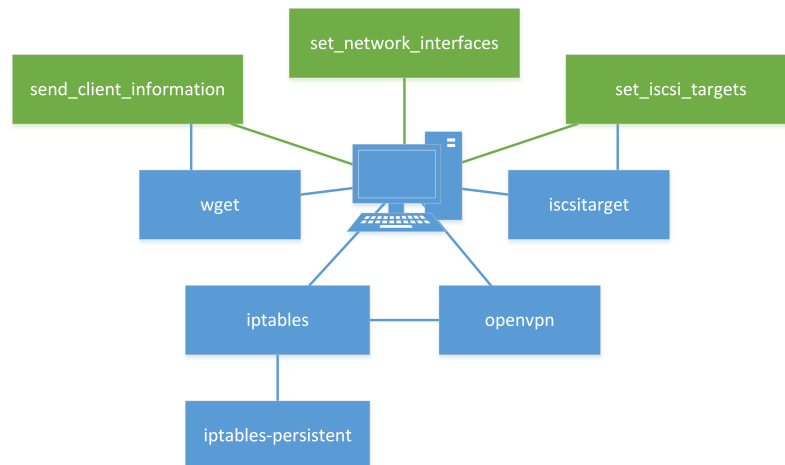 set_network_interfaces
send_client_information
set_iscsi_targets
wget
iscsitarget
iptables
openvpn
iptables-persistent